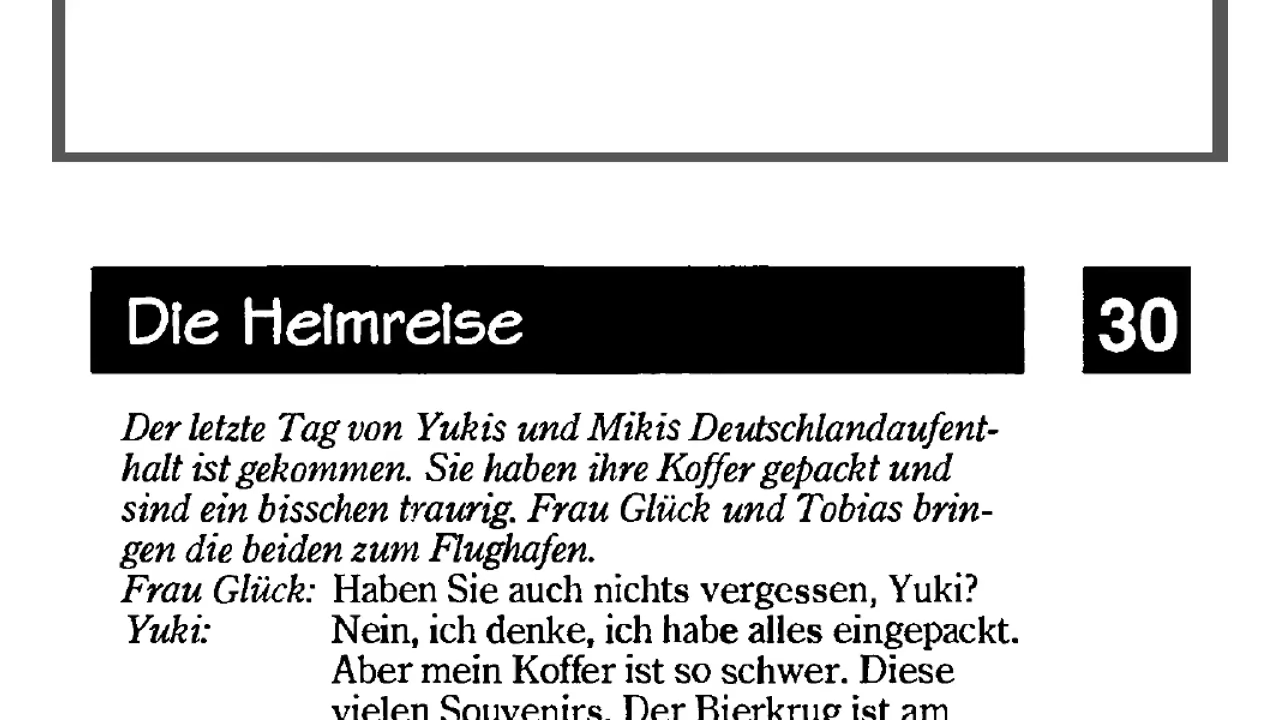 Die Heimreise
30
Der letzte Tag von Yukis und Mikis Deutschlandaufent-
halt ist gekommen. Sie haben ihre Koffer gepackt und
sind ein bisschen traurig. Frau Glück und Tobias brin-
gen die beiden zum Flughafen.
Frau Glück: Haben Sie auch nichts vergessen, Yuki?
Yuki: Nein, ich denke, ich habe alles eingepackt.
Aber mein Koffer ist so schwer. Diese
vielen Souvenirs. Der Bierkrug ist am